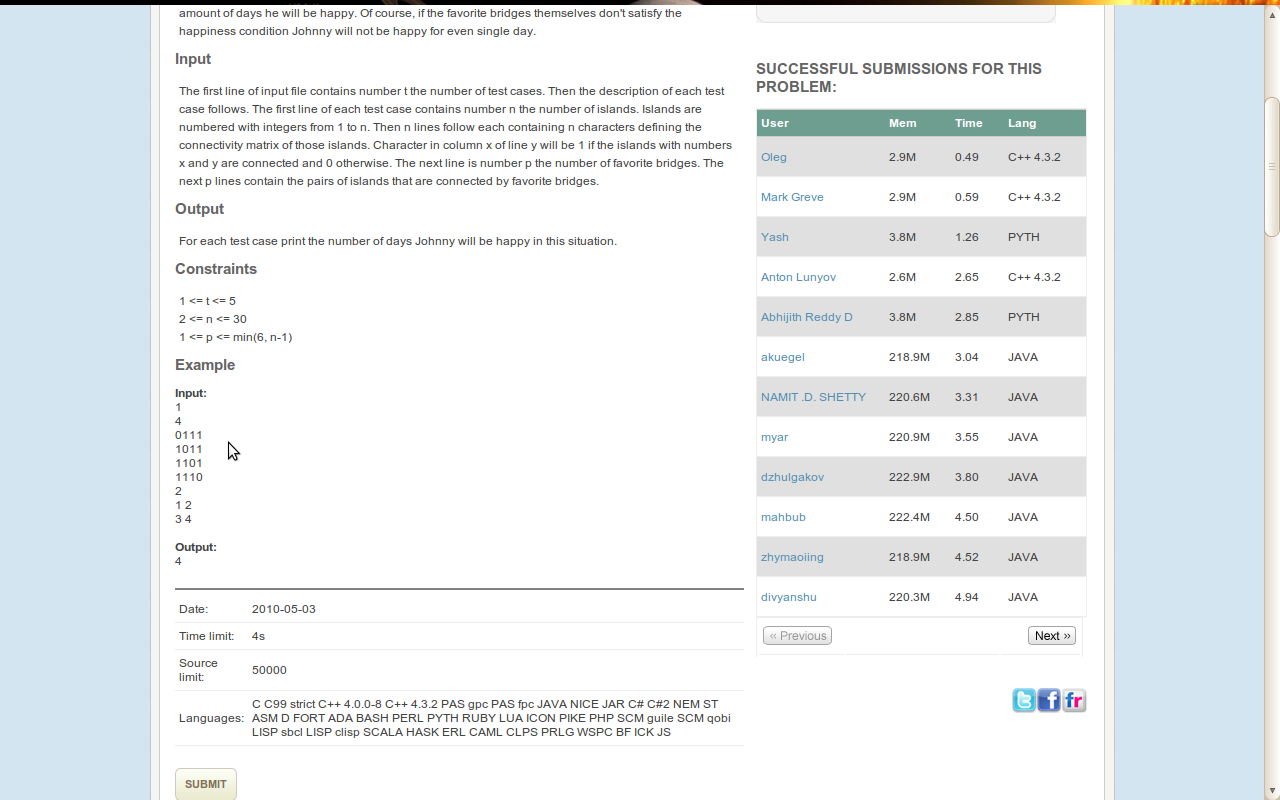 amount of days he will be happy. Of course, if the favorite bridges themselves don't satisfy the
happiness condition Johnny will not be happy for even single day.
Input
The first line of input file contains number t the number of test cases. Then the description of each test
case follows. The first line of each test case contains number n the number of islands. Islands are
numbered with integers from 1 to n. Then n lines follow each containing n characters defining the
connectivity matrix of those islands. Character in column x of line y will be 1 if the islands with numbers
x and y are connected and 0 otherwise. The next line is number p the number of favorite bridges. The
next p lines contain the pairs of islands that are connected by favorite bridges.
Output
For each test case print the number of days Johnny will be happy in this situation.
Constraints
1 <= t <= 5
2 <= n <= 30
1 <= p <= min(6, n-1)
Example
Input:
1
4
0111
1011
1101
1110
2
1 2
3 4
Output:
4
Date: 2010-05-03
Time limit: 4s
Source
limit: 50000
Languages: C C99 strict C++ 4.0.0-8 C++ 4.3.2 PAS gpc PAS fpc JAVA NICE JAR C# C#2 NEM ST
ASM D FORT ADA BASH PERL PYTH RUBY LUA ICON PIKE PHP SCM guile SCM qobi
LISP sbcl LISP clisp SCALA HASK ERL CAML CLPS PRLG WSPC BF ICK JS
SUBMIT
SUCCESSFUL SUBMISSIONS FOR THIS
PROBLEM:
User Mem Time Lang
Oleg 2.9M 0.49 C++ 4.3.2
Mark Greve 2.9M 0.59 C++ 4.3.2
Yash 3.8M 1.26 PYTH
Anton Lunyov 2.6M 2.65 C++ 4.3.2
Abhijith Reddy D 3.8M 2.85 PYTH
akuegel 218.9M 3.04 JAVA
NAMIT .D. SHETTY 220.6M 3.31 JAVA
myar 220.9M 3.55 JAVA
dzhulgakov 222.9M 3.80 JAVA
mahbub 222.4M 4.50 JAVA
zhymaoiing 218.9M 4.52 JAVA
divyanshu 220.3M 4.94 JAVA
‹‹ Previous Next ››
t f fr